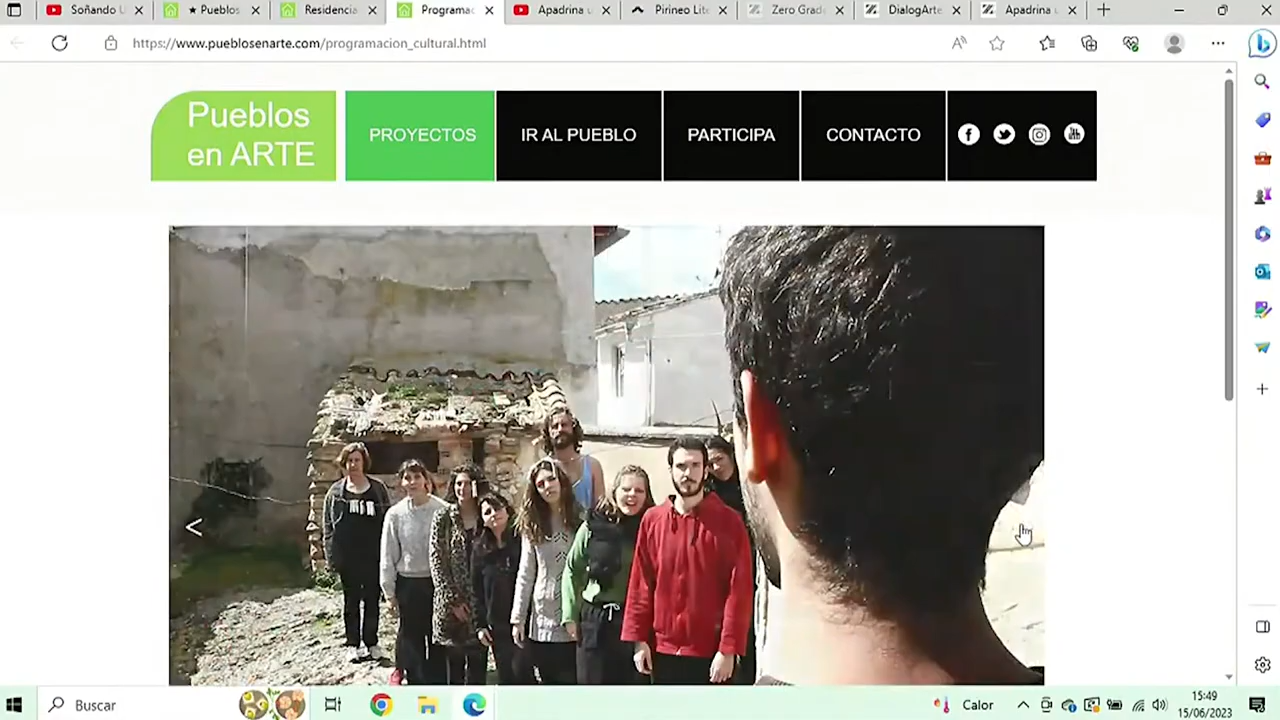 Soñando U
★ Pueblos
Residencia
Programac
Apadrina u
Pirineo Lite
Zero Grad
DialogArte
Apadrina u
https://www.pueblosenarte.com/programacion_cultural.html
Pueblos
en ARTE
PROYECTOS
IR AL PUEBLO
PARTICIPA
CONTACTO
<
Buscar
Calor
15:49
15/06/2023